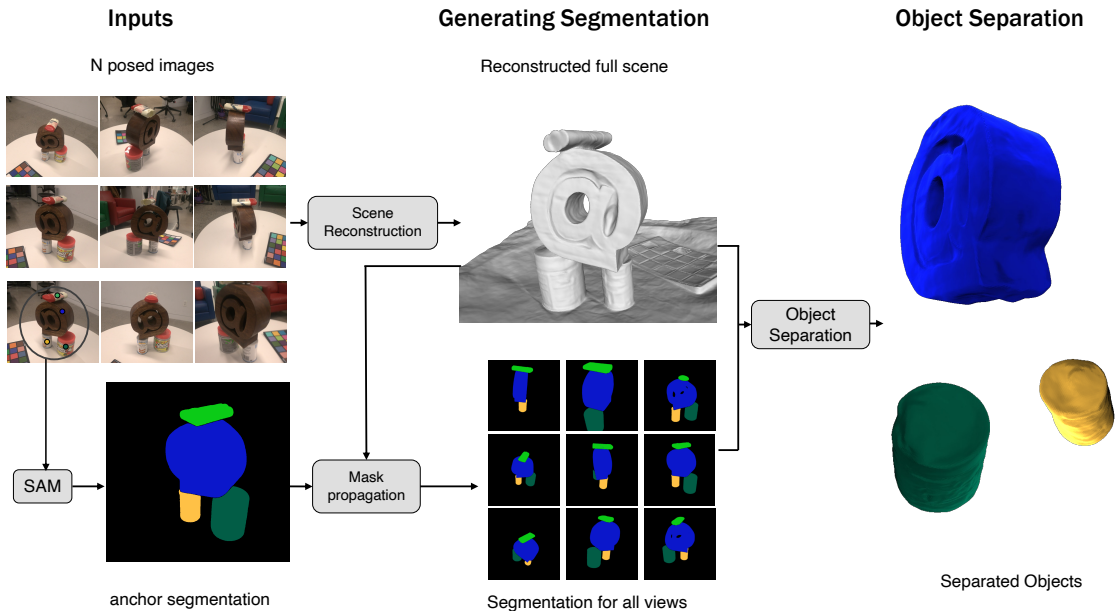 Inputs
Generating Segmentation
Object Separation
N posed images
Reconstructed full scene
Scene
Reconstruction
Object
Separation
SAM
Mask
propagation
anchor segmentation
Segmentation for all views
Separated Objects